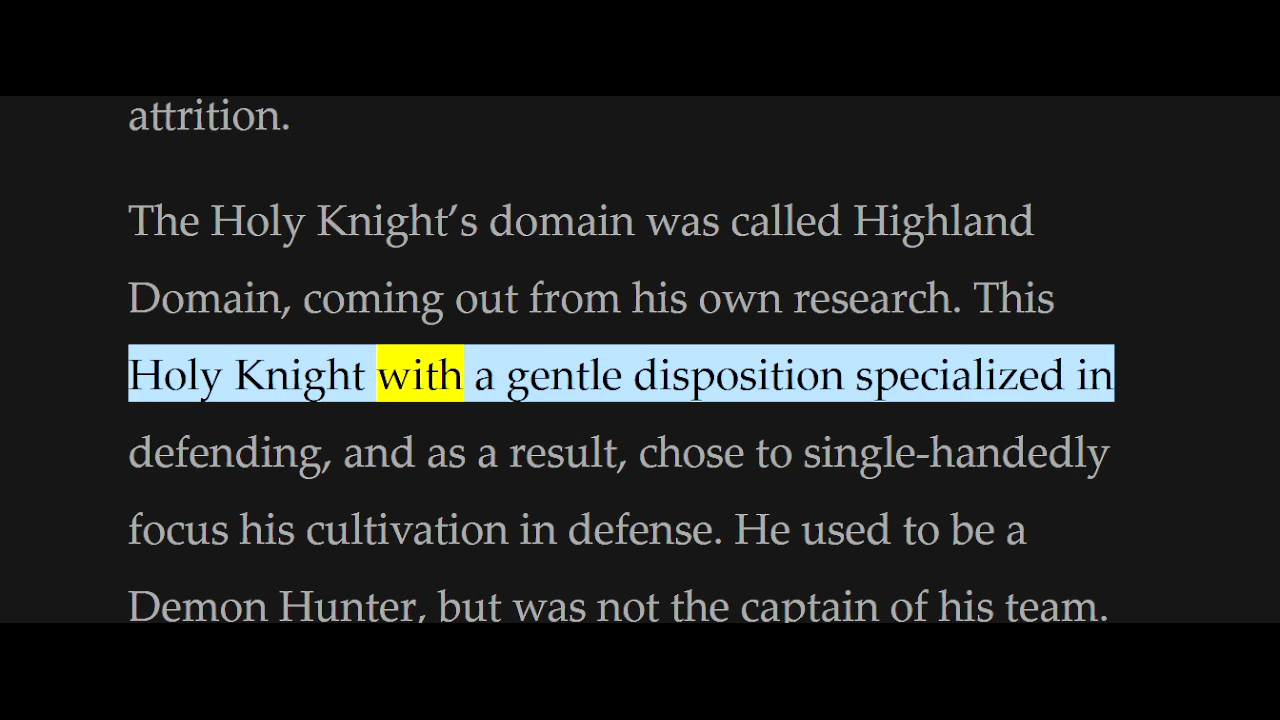 attrition.
The Holy Knight’s domain was called Highland
Domain, coming out from his own research. This
Holy Knight with a gentle disposition specialized in
defending, and as a result, chose to single-handedly
focus his cultivation in defense. He used to be a
Demon Hunter, but was not the captain of his team.